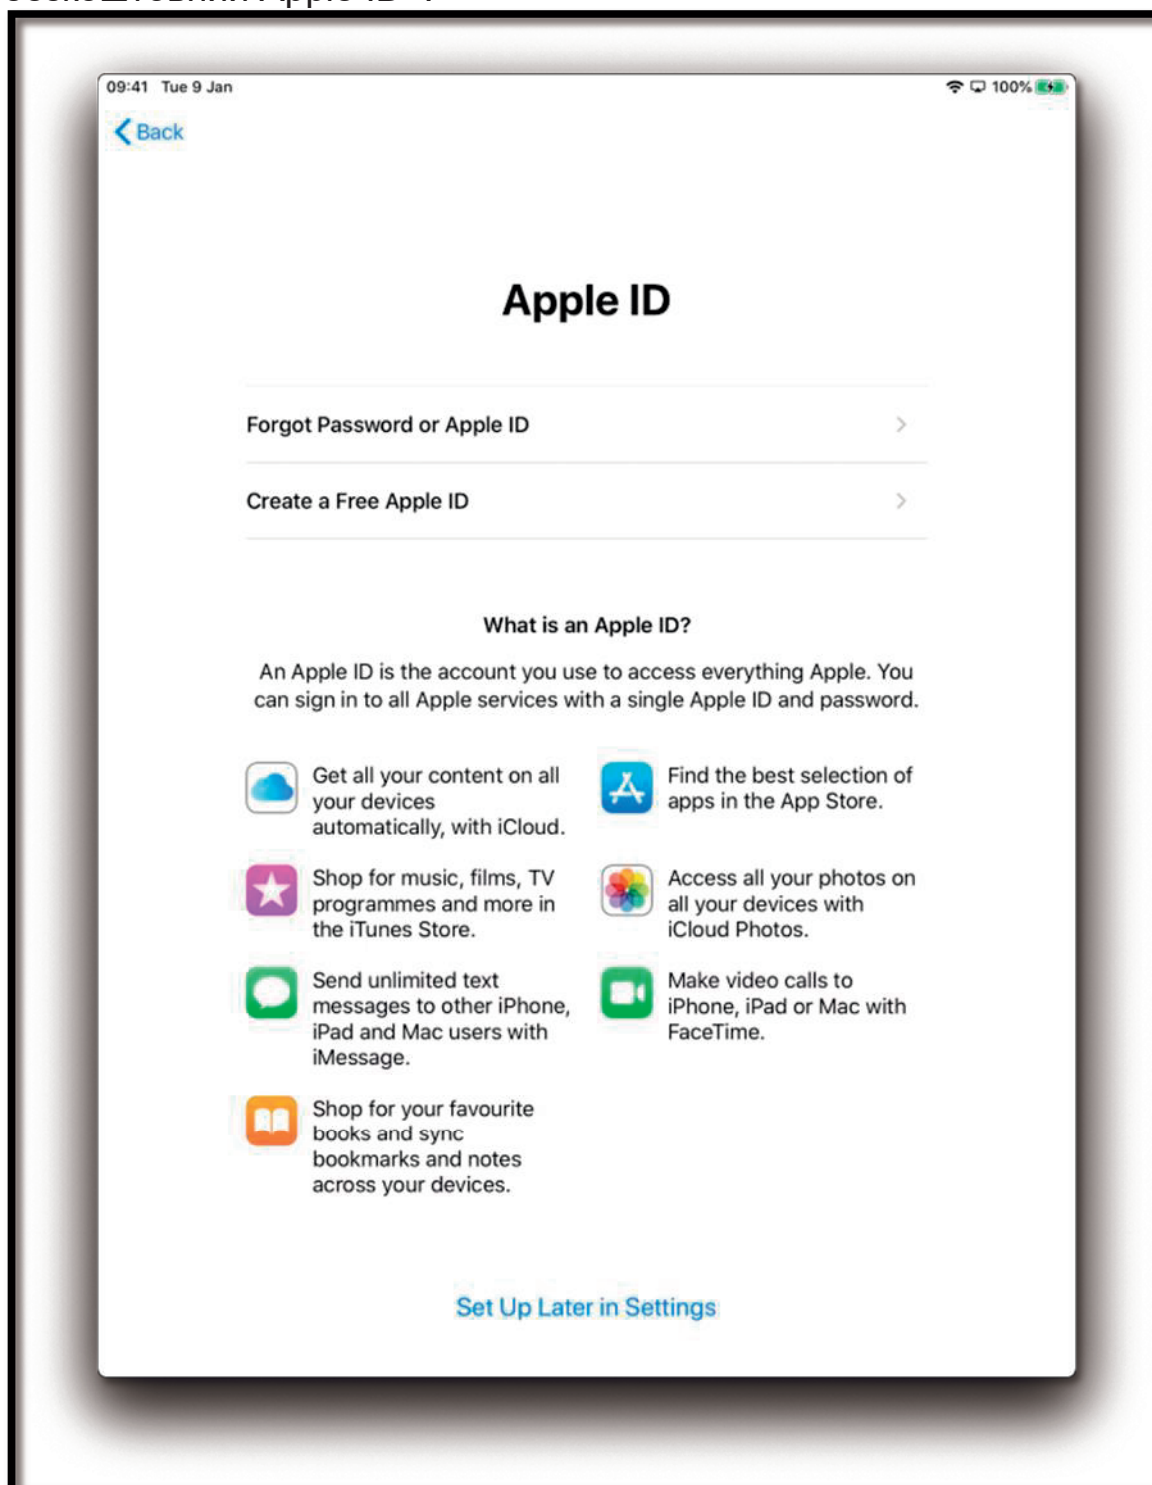 безкоштовний Apple ID".
09:41 Tue 9 Jan
100%
Back
Apple ID
Forgot Password or Apple ID
Create a Free Apple ID
What is an Apple ID?
An Apple ID is the account you use to access everything Apple. You
can sign in to all Apple services with a single Apple ID and password.
Get all your content on all
your devices
automatically, with iCloud.
Find the best selection of
apps in the App Store.
Shop for music, films, TV
programmes and more in
the iTunes Store.
Access all your photos on
all your devices with
iCloud Photos.
Send unlimited text
messages to other iPhone,
iPad and Mac users with
iMessage.
Make video calls to
iPhone, iPad or Mac with
FaceTime.
Shop for your favourite
books and sync
bookmarks and notes
across your devices.
Set Up Later in Settings